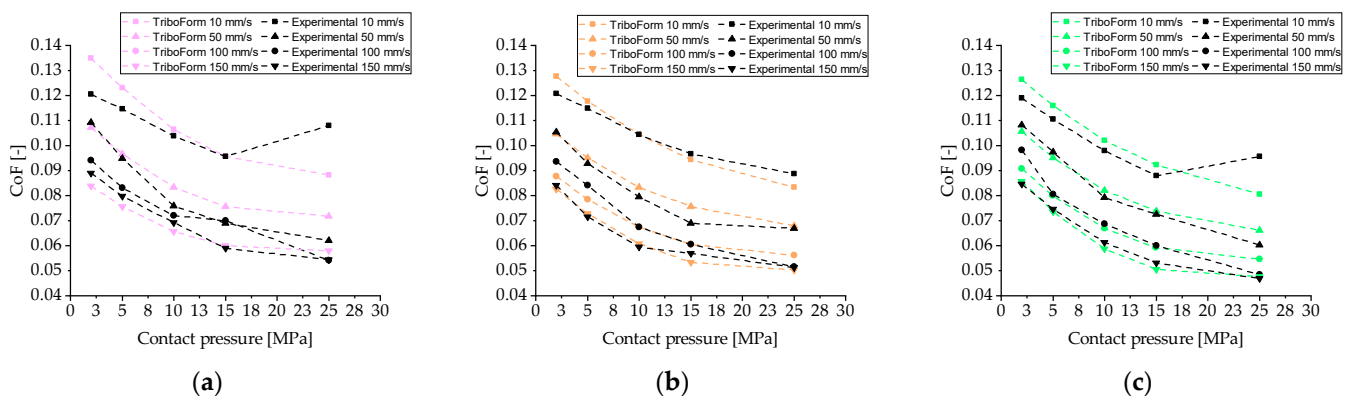 TriboForm 10 mm/s Experimental 10 mm/s
TriboForm 50 mm/s Experimental 50 mm/s
TriboForm 100 mm/s Experimental 100 mm/s
TriboForm 150 mm/s Experimental 150 mm/s
0.14
0.13
0.12
0.11
0.10
0.09
0.08
0.07
0.06
0.05
0.04
CoF [-]
0 3 5 8 10 13 15 18 20 23 25 28 30
Contact pressure [MPa]
(a)
TriboForm 10 mm/s Experimental 10 mm/s
TriboForm 50 mm/s Experimental 50 mm/s
TriboForm 100 mm/s Experimental 100 mm/s
TriboForm 150 mm/s Experimental 150 mm/s
0.14
0.13
0.12
0.11
0.10
0.09
0.08
0.07
0.06
0.05
0.04
CoF [-]
0 3 5 8 10 13 15 18 20 23 25 28 30
Contact pressure [MPa]
(b)
TriboForm 10 mm/s Experimental 10 mm/s
TriboForm 50 mm/s Experimental 50 mm/s
TriboForm 100 mm/s Experimental 100 mm/s
TriboForm 150 mm/s Experimental 150 mm/s
0.14
0.13
0.12
0.11
0.10
0.09
0.08
0.07
0.06
0.05
0.04
CoF [-]
0 3 5 8 10 13 15 18 20 23 25 28 30
Contact pressure [MPa]
(c)